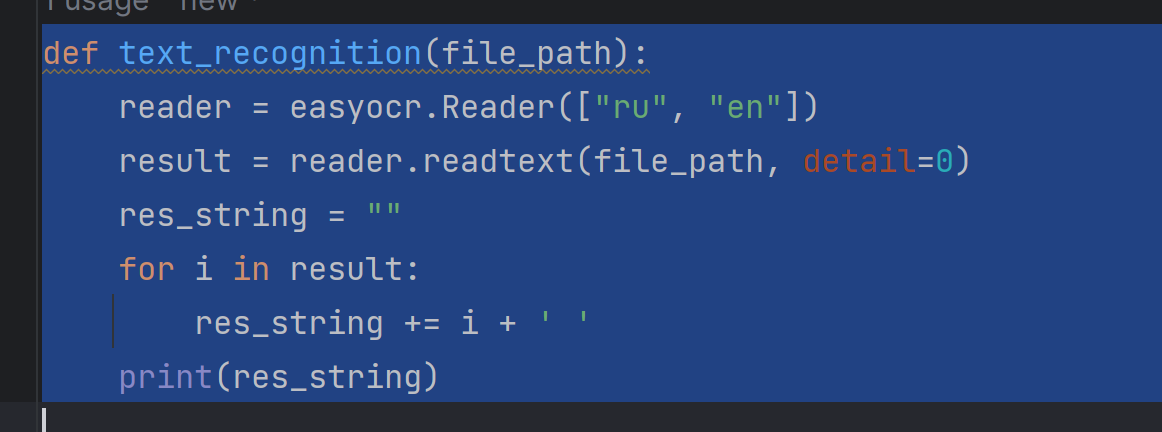 1 usage new *
def text_recognition(file_path):
    reader = easyocr.Reader(["ru", "en"])
    result = reader.readtext(file_path, detail=0)
    res_string = ""
    for i in result:
        res_string += i + ' '
    print(res_string)